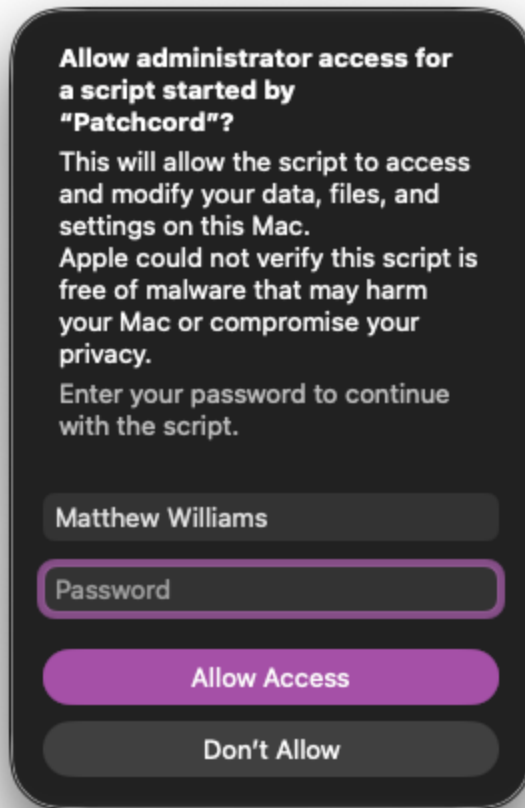 Allow administrator access for
a script started by
“Patchcord”?
This will allow the script to access
and modify your data, files, and
settings on this Mac.
Apple could not verify this script is
free of malware that may harm
your Mac or compromise your
privacy.
Enter your password to continue
with the script.
Matthew Williams
Password
Allow Access
Don’t Allow